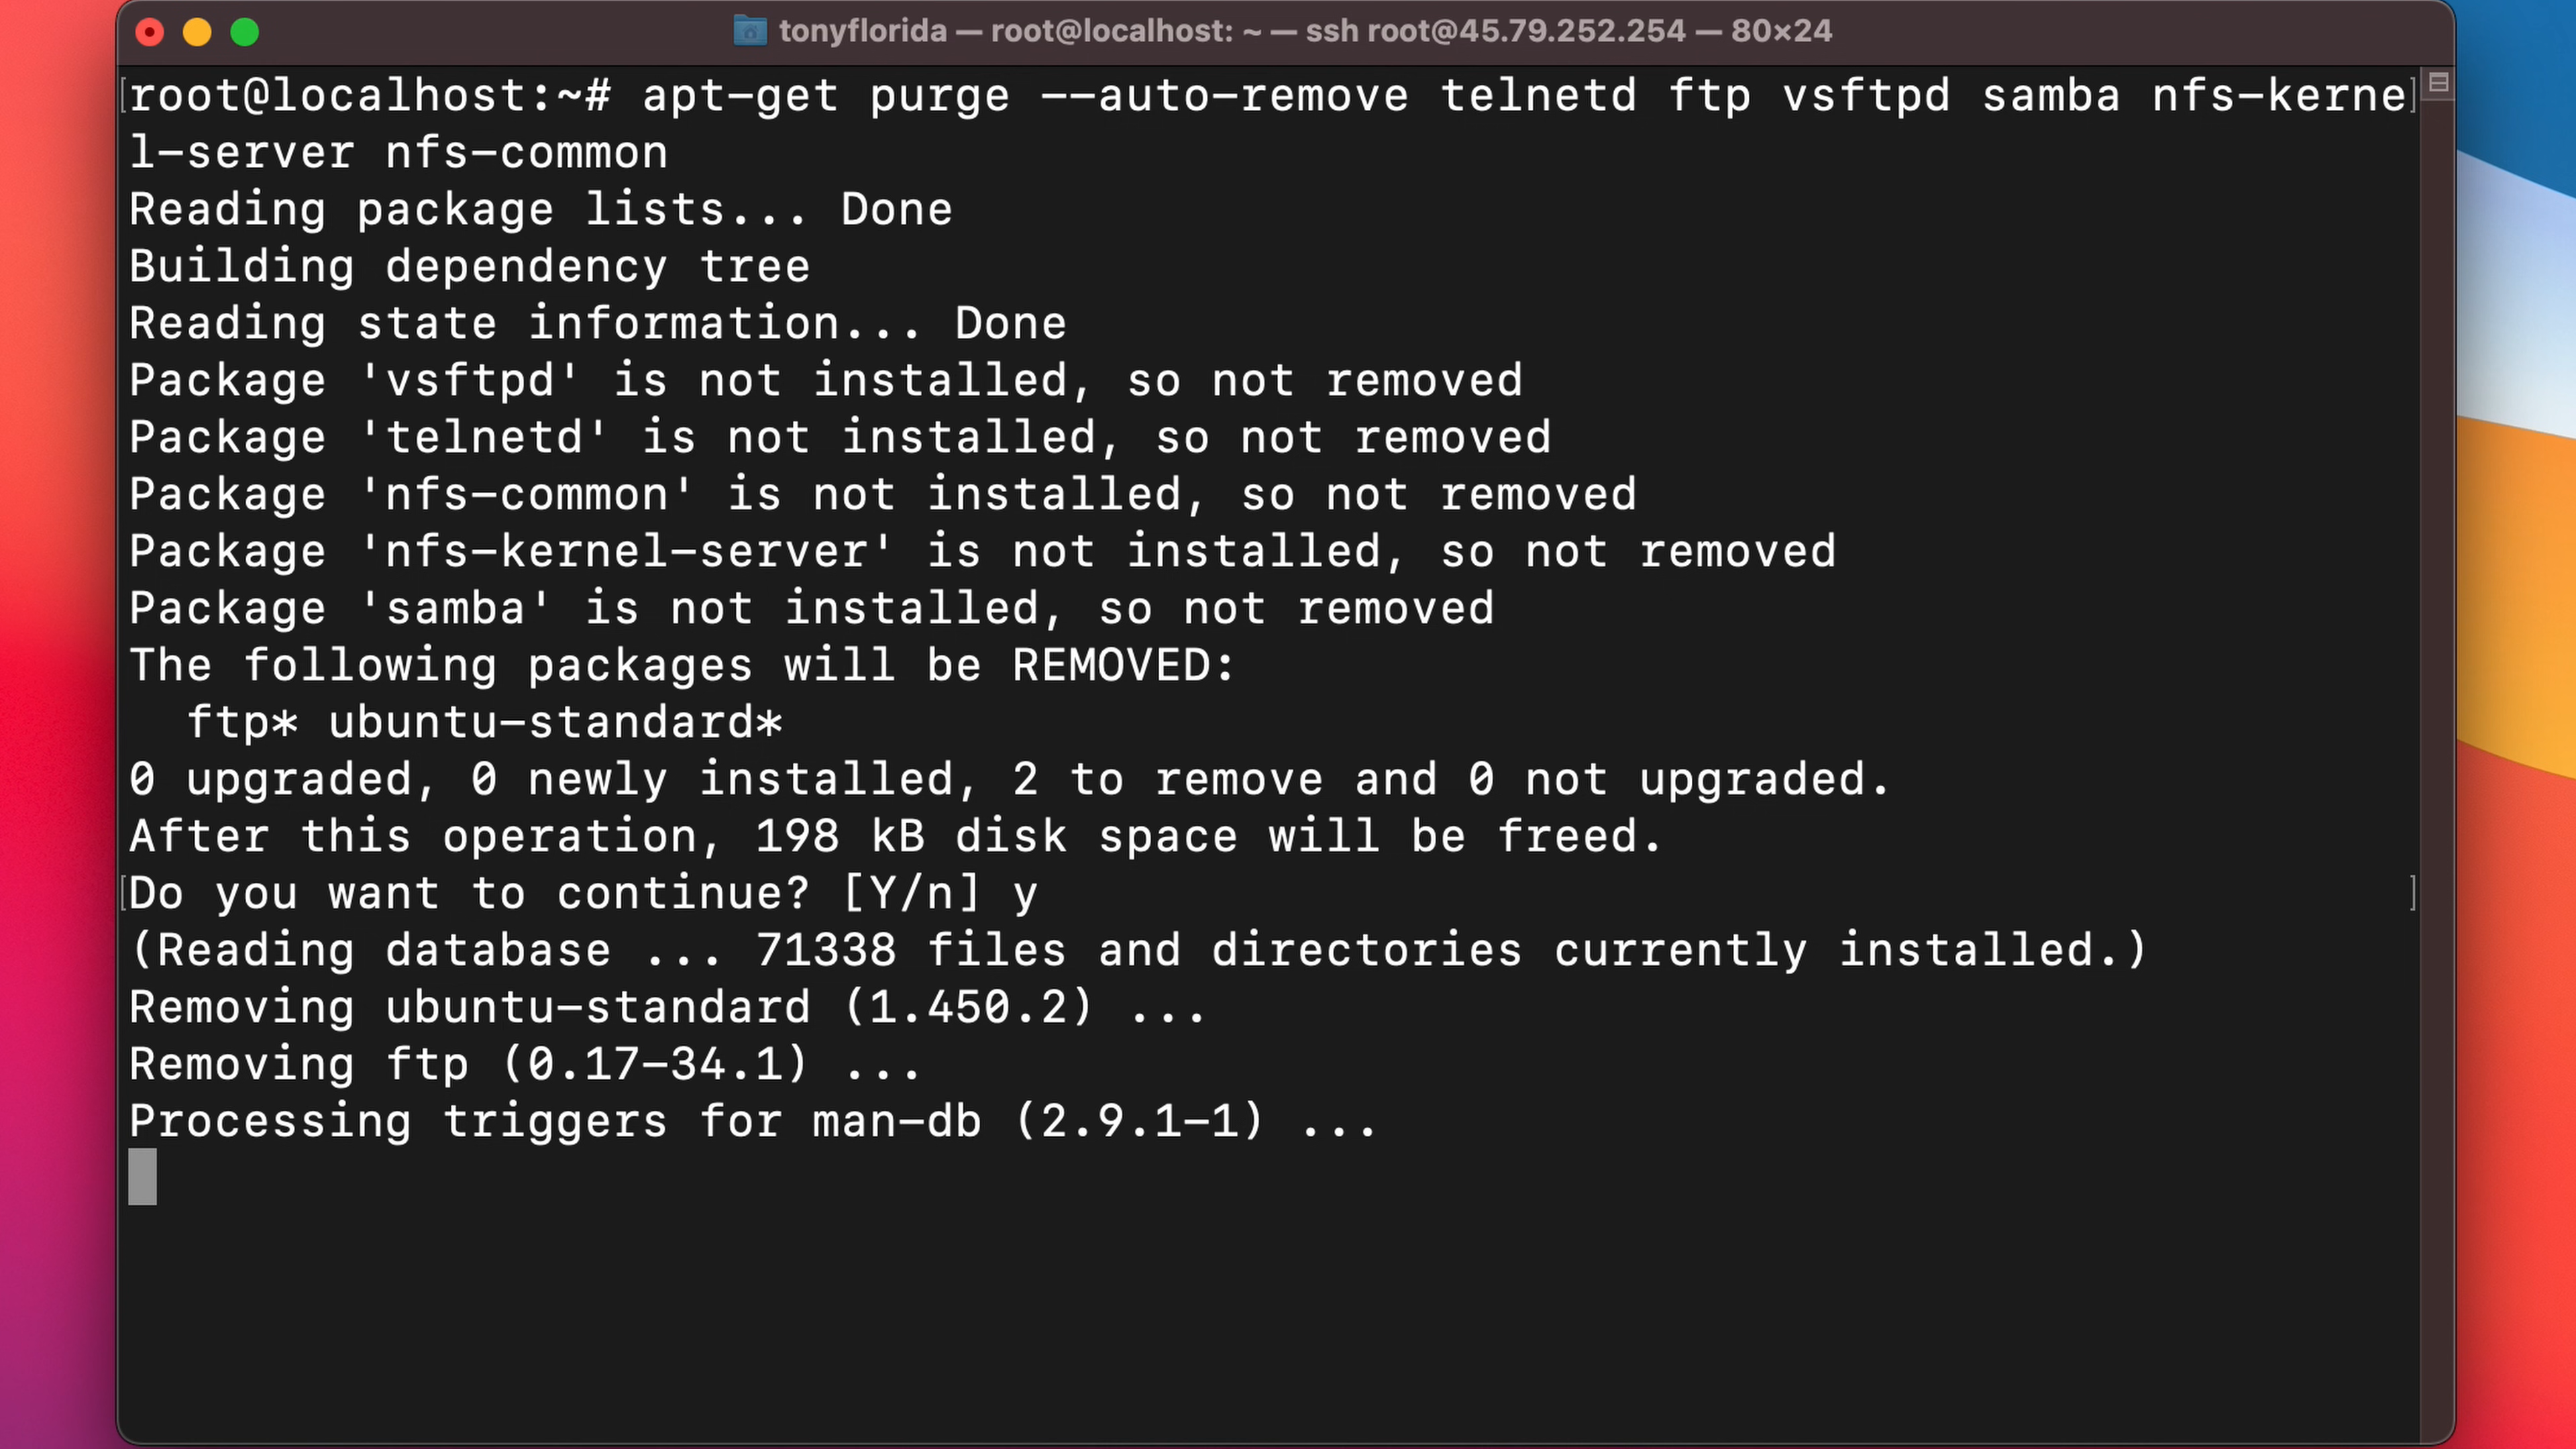 tonyflorida — root@localhost: ~ — ssh root@45.79.252.254 — 80×24
[root@localhost:~# apt-get purge --auto-remove telnetd ftp vsftpd samba nfs-kerne]
l-server nfs-common
Reading package lists... Done
Building dependency tree
Reading state information... Done
Package 'vsftpd' is not installed, so not removed
Package 'telnetd' is not installed, so not removed
Package 'nfs-common' is not installed, so not removed
Package 'nfs-kernel-server' is not installed, so not removed
Package 'samba' is not installed, so not removed
The following packages will be REMOVED:
  ftp* ubuntu-standard*
0 upgraded, 0 newly installed, 2 to remove and 0 not upgraded.
After this operation, 198 kB disk space will be freed.
[Do you want to continue? [Y/n] y ]
(Reading database ... 71338 files and directories currently installed.)
Removing ubuntu-standard (1.450.2) ...
Removing ftp (0.17-34.1) ...
Processing triggers for man-db (2.9.1-1) ...